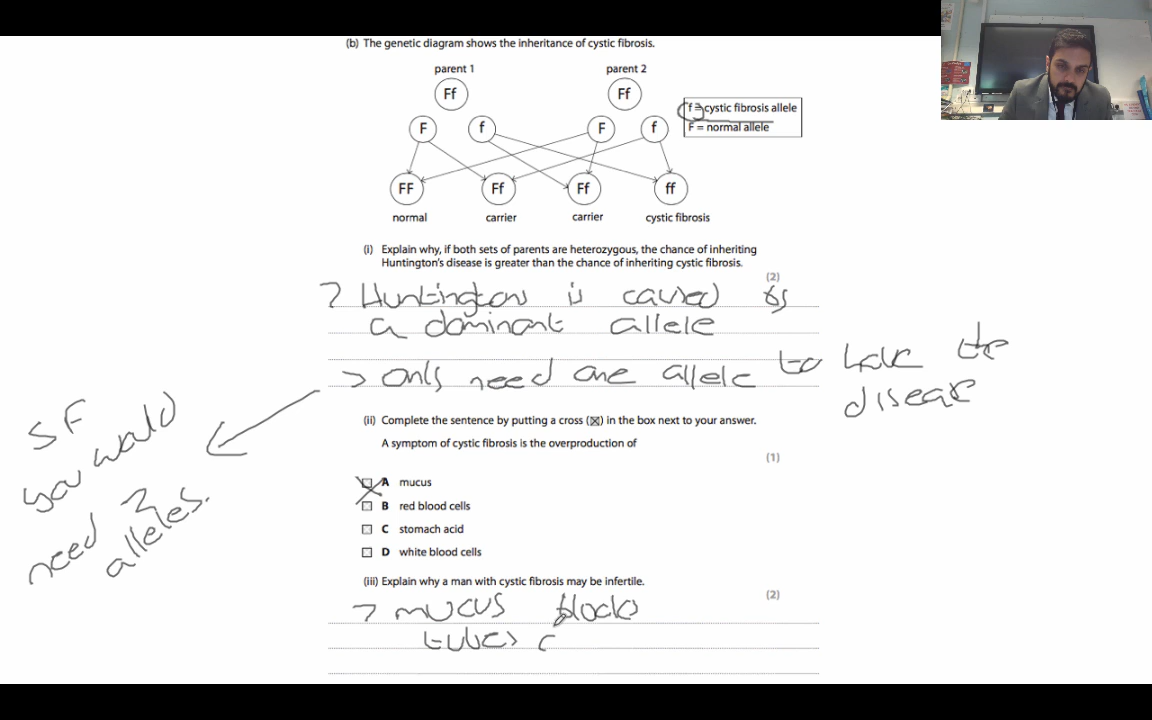 (b) The genetic diagram shows the inheritance of cystic fibrosis.
parent 1 parent 2
Ff Ff
f = cystic fibrosis allele
F = normal allele
F f F f
FF Ff Ff ff
normal carrier carrier cystic fibrosis
(i) Explain why, if both sets of parents are heterozygous, the chance of inheriting
Huntington's disease is greater than the chance of inheriting cystic fibrosis.
(2)
> Huntingtons is caused by
a dominant allele
> only need one allele to have the
disease
SF
you would
need 2
alleles.
(ii) Complete the sentence by putting a cross (☒) in the box next to your answer.
A symptom of cystic fibrosis is the overproduction of
(1)
A mucus
B red blood cells
C stomach acid
D white blood cells
(iii) Explain why a man with cystic fibrosis may be infertile.
(2)
> mucus blocks
tubes